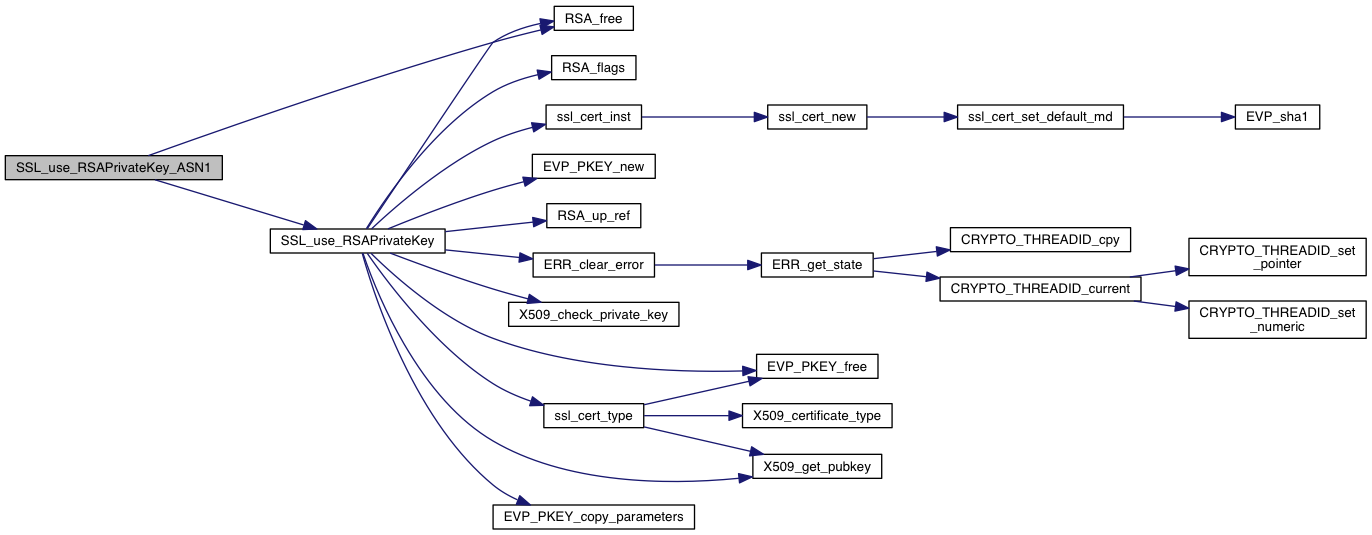 RSA_free
RSA_flags
ssl_cert_inst
ssl_cert_new
ssl_cert_set_default_md
EVP_sha1
SSL_use_RSAPrivateKey_ASN1
EVP_PKEY_new
RSA_up_ref
SSL_use_RSAPrivateKey
CRYPTO_THREADID_cpy
CRYPTO_THREADID_set
_pointer
ERR_clear_error
ERR_get_state
CRYPTO_THREADID_current
X509_check_private_key
CRYPTO_THREADID_set
_numeric
EVP_PKEY_free
ssl_cert_type
X509_certificate_type
X509_get_pubkey
EVP_PKEY_copy_parameters